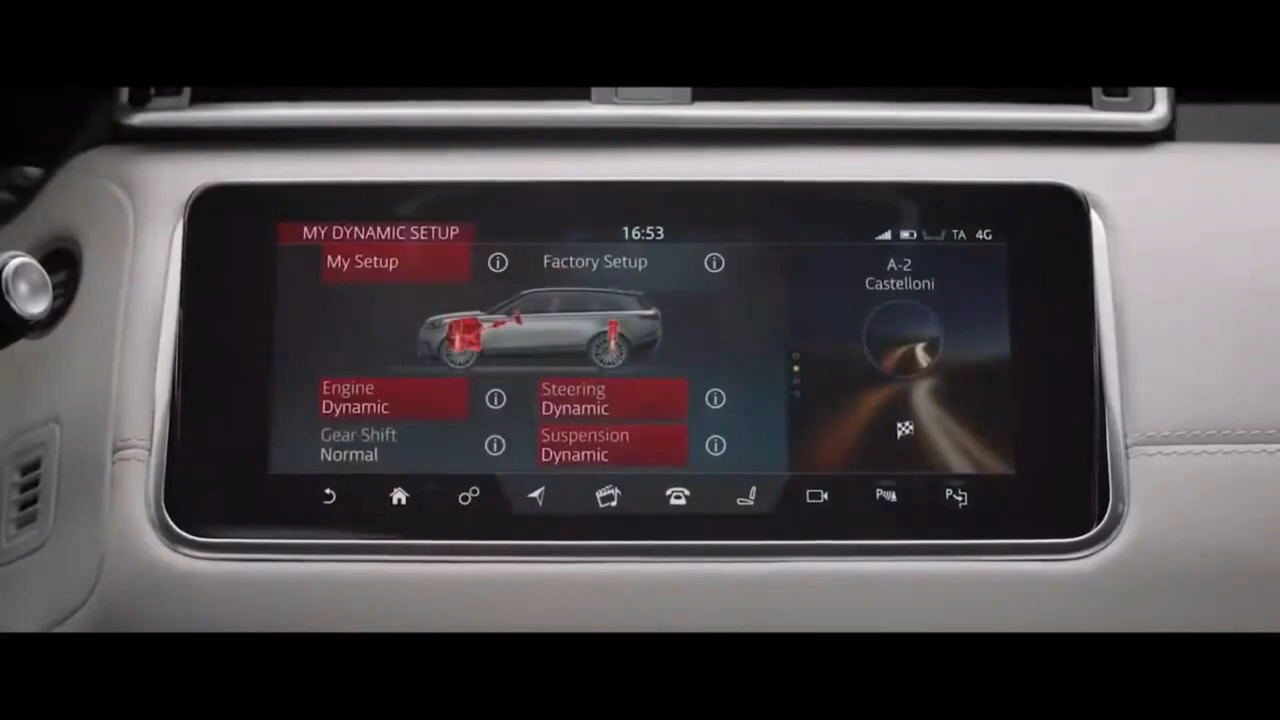 MY DYNAMIC SETUP
16:53
TA 4G
My Setup
Factory Setup
A-2
Castelloni
Engine
Dynamic
Steering
Dynamic
Gear Shift
Normal
Suspension
Dynamic